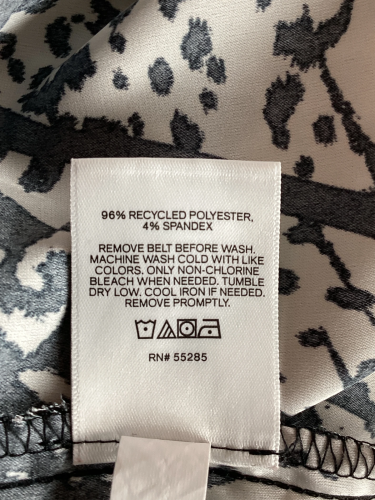 96% RECYCLED POLYESTER,
4% SPANDEX
REMOVE BELT BEFORE WASH.
MACHINE WASH COLD WITH LIKE
COLORS. ONLY NON-CHLORINE
BLEACH WHEN NEEDED. TUMBLE
DRY LOW. COOL IRON IF NEEDED.
REMOVE PROMPTLY.
RN# 55285